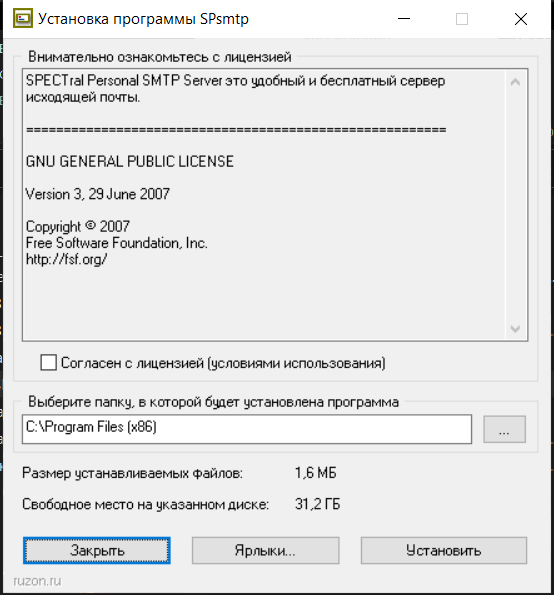 Установка программы SPsmtp
Внимательно ознакомьтесь с лицензией
SPECTral Personal SMTP Server это удобный и бесплатный сервер
исходящей почты.
========================================================
GNU GENERAL PUBLIC LICENSE
Version 3, 29 June 2007
Copyright © 2007
Free Software Foundation, Inc.
http://fsf.org/
Согласен с лицензией (условиями использования)
Выберите папку, в которой будет установлена программа
C:\Program Files (x86)
...
Размер устанавливаемых файлов: 1,6 МБ
Свободное место на указанном диске: 31,2 ГБ
Закрыть Ярлыки... Установить
ruzon.ru